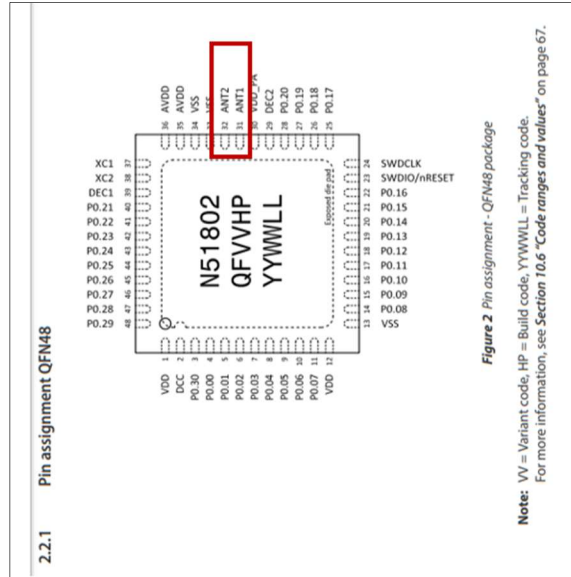 2.2.1 Pin assignment QFN48
XC1 37
XC2 38
DEC1 39
P0.21 40
P0.22 41
P0.23 42
P0.24 43
P0.25 44
P0.26 45
P0.27 46
P0.28 47
P0.29 48
36 AVDD
35 AVDD
34 VSS
32 ANT2
31 ANT1
30
29 DEC2
28 P0.20
27 P0.19
26 P0.18
25 P0.17
N51802
QFVVHP
YYWWLL
Exposed die pad
VDD 1
DCC 2
P0.30 3
P0.00 4
P0.01 5
P0.02 6
P0.03 7
P0.04 8
P0.05 9
P0.06 10
P0.07 11
VDD 12
24 SWDCLK
23 SWDIO/nRESET
22 P0.16
21 P0.15
20 P0.14
19 P0.13
18 P0.12
17 P0.11
16 P0.10
15 P0.09
14 P0.08
13 VSS
Figure 2 Pin assignment - QFN48 package
Note: VV = Variant code, HP = Build code, YYWWLL = Tracking code.
For more information, see Section 10.6 "Code ranges and values" on page 67.